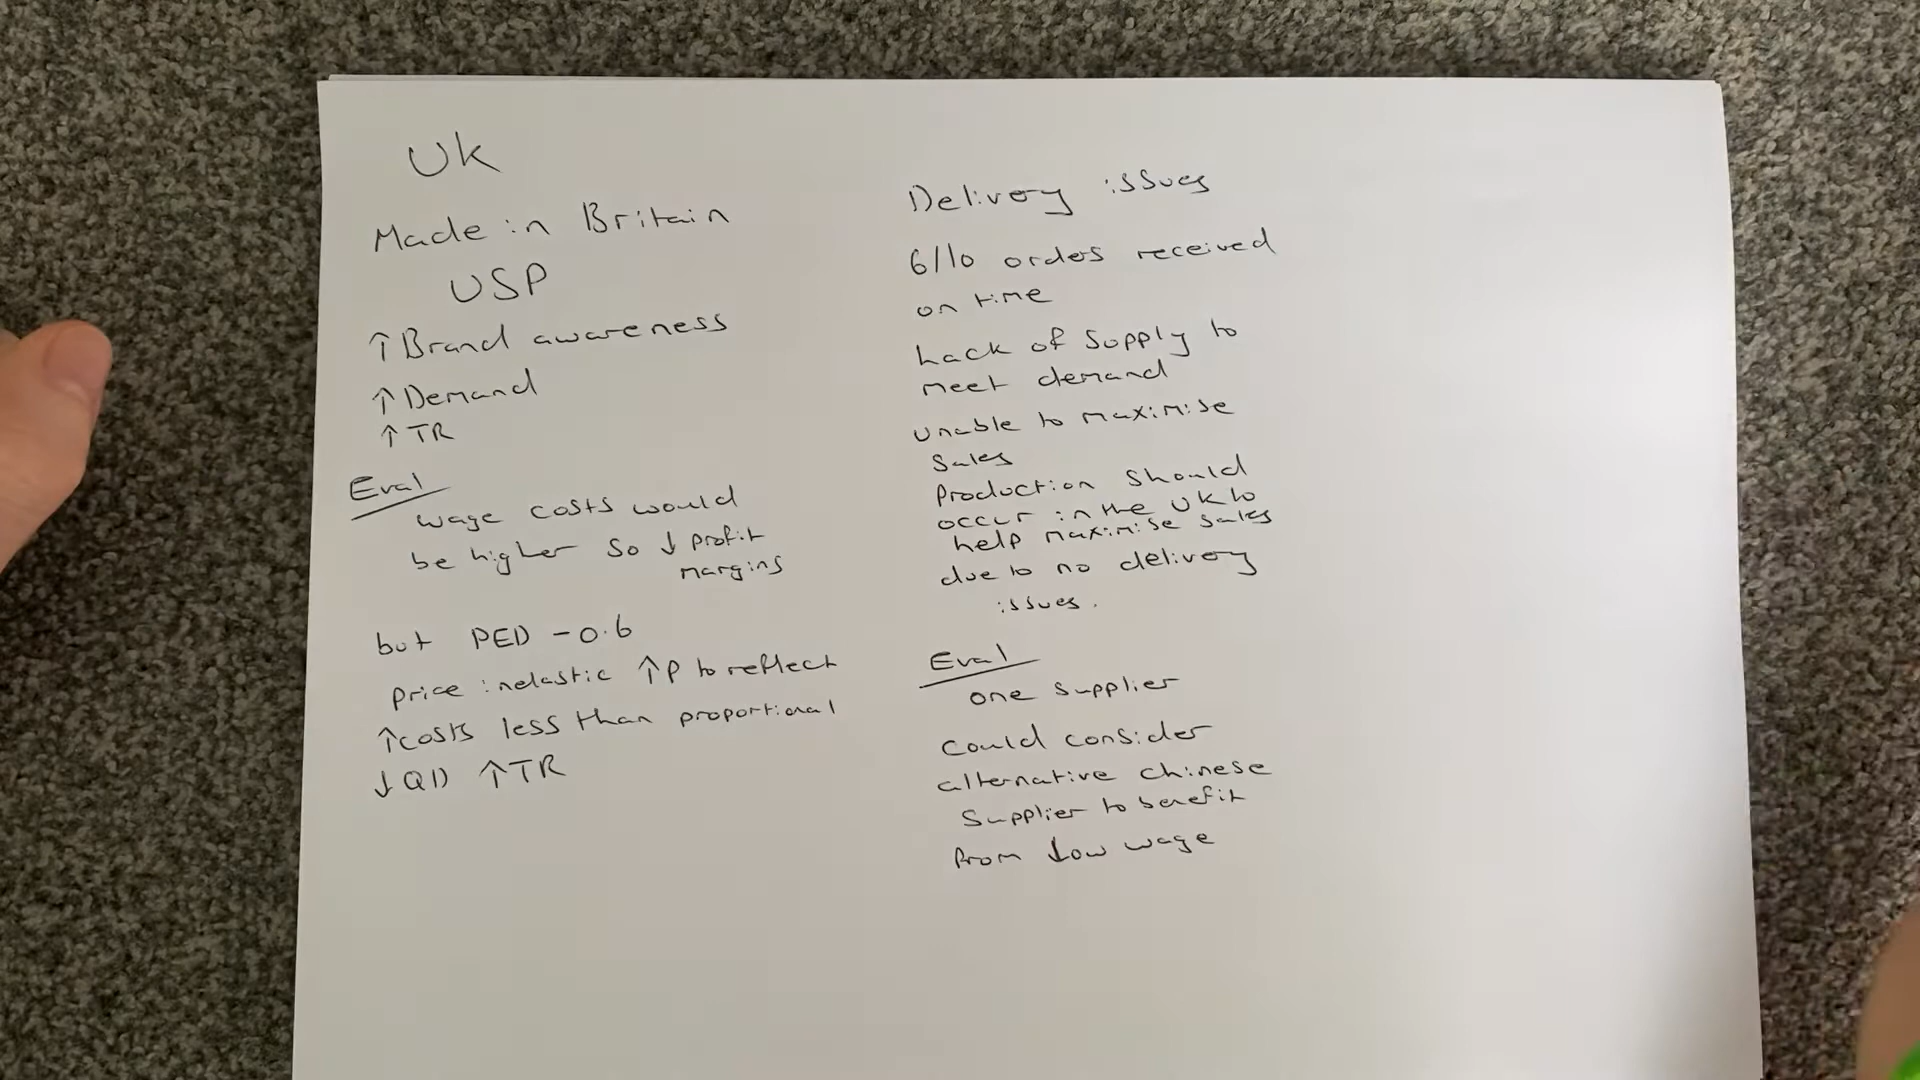 UK
Made in Britain
USP
↑ Brand awareness
↑ Demand
↑ TR
Eval
wage costs would
be higher so ↓ profit
margins
but PED -0.6
price inelastic ↑P to reflect
↑costs less than proportional
↓ QD ↑TR
Delivery issues
6/10 orders received
on time
Lack of supply to
meet demand
unable to maximise
sales
Production should
occur in the UK to
help maximise sales
due to no delivery
issues.
Eval
one supplier
could consider
alternative chinese
supplier to benefit
from low wage